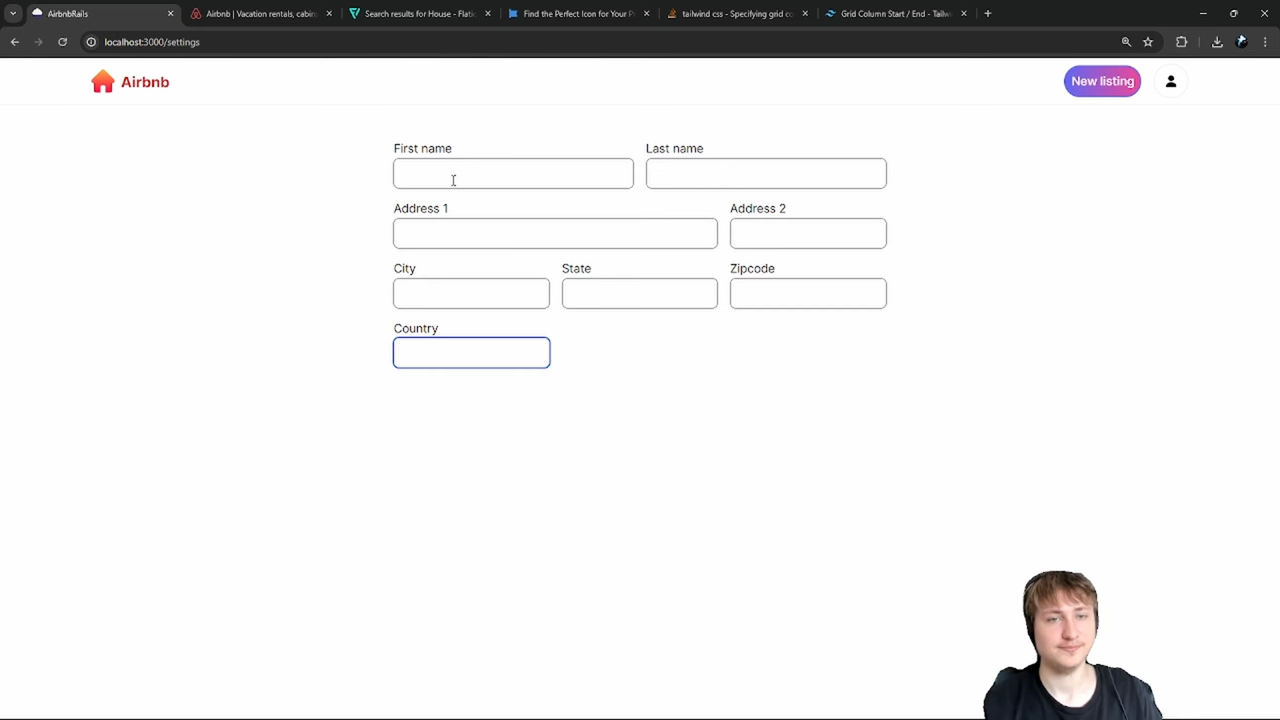 AirbnbRails
Airbnb | Vacation rentals, cabin
Search results for House - Flati
Find the Perfect Icon for Your P
tailwind css - Specifying grid co
Grid Column Start / End - Tailw
localhost:3000/settings
Airbnb
New listing
First name
Last name
Address 1
Address 2
City
State
Zipcode
Country